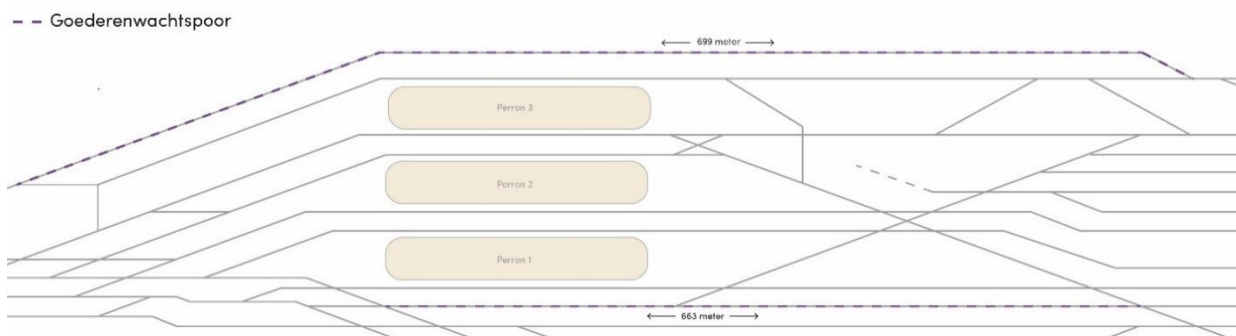 Goederenwachtspoor
699 meter
Perron 3
Perron 2
Perron 1
663 meter